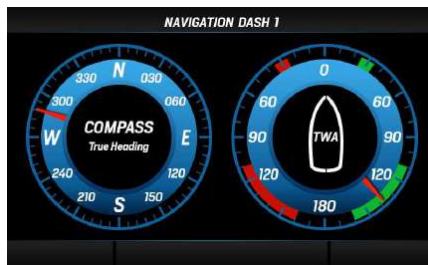 NAVIGATION DASH 1
330 N 030
300 060
W E
240 120
210 S 150
COMPASS
True Heading
0
60 60
90 90
120 120
180
TWA